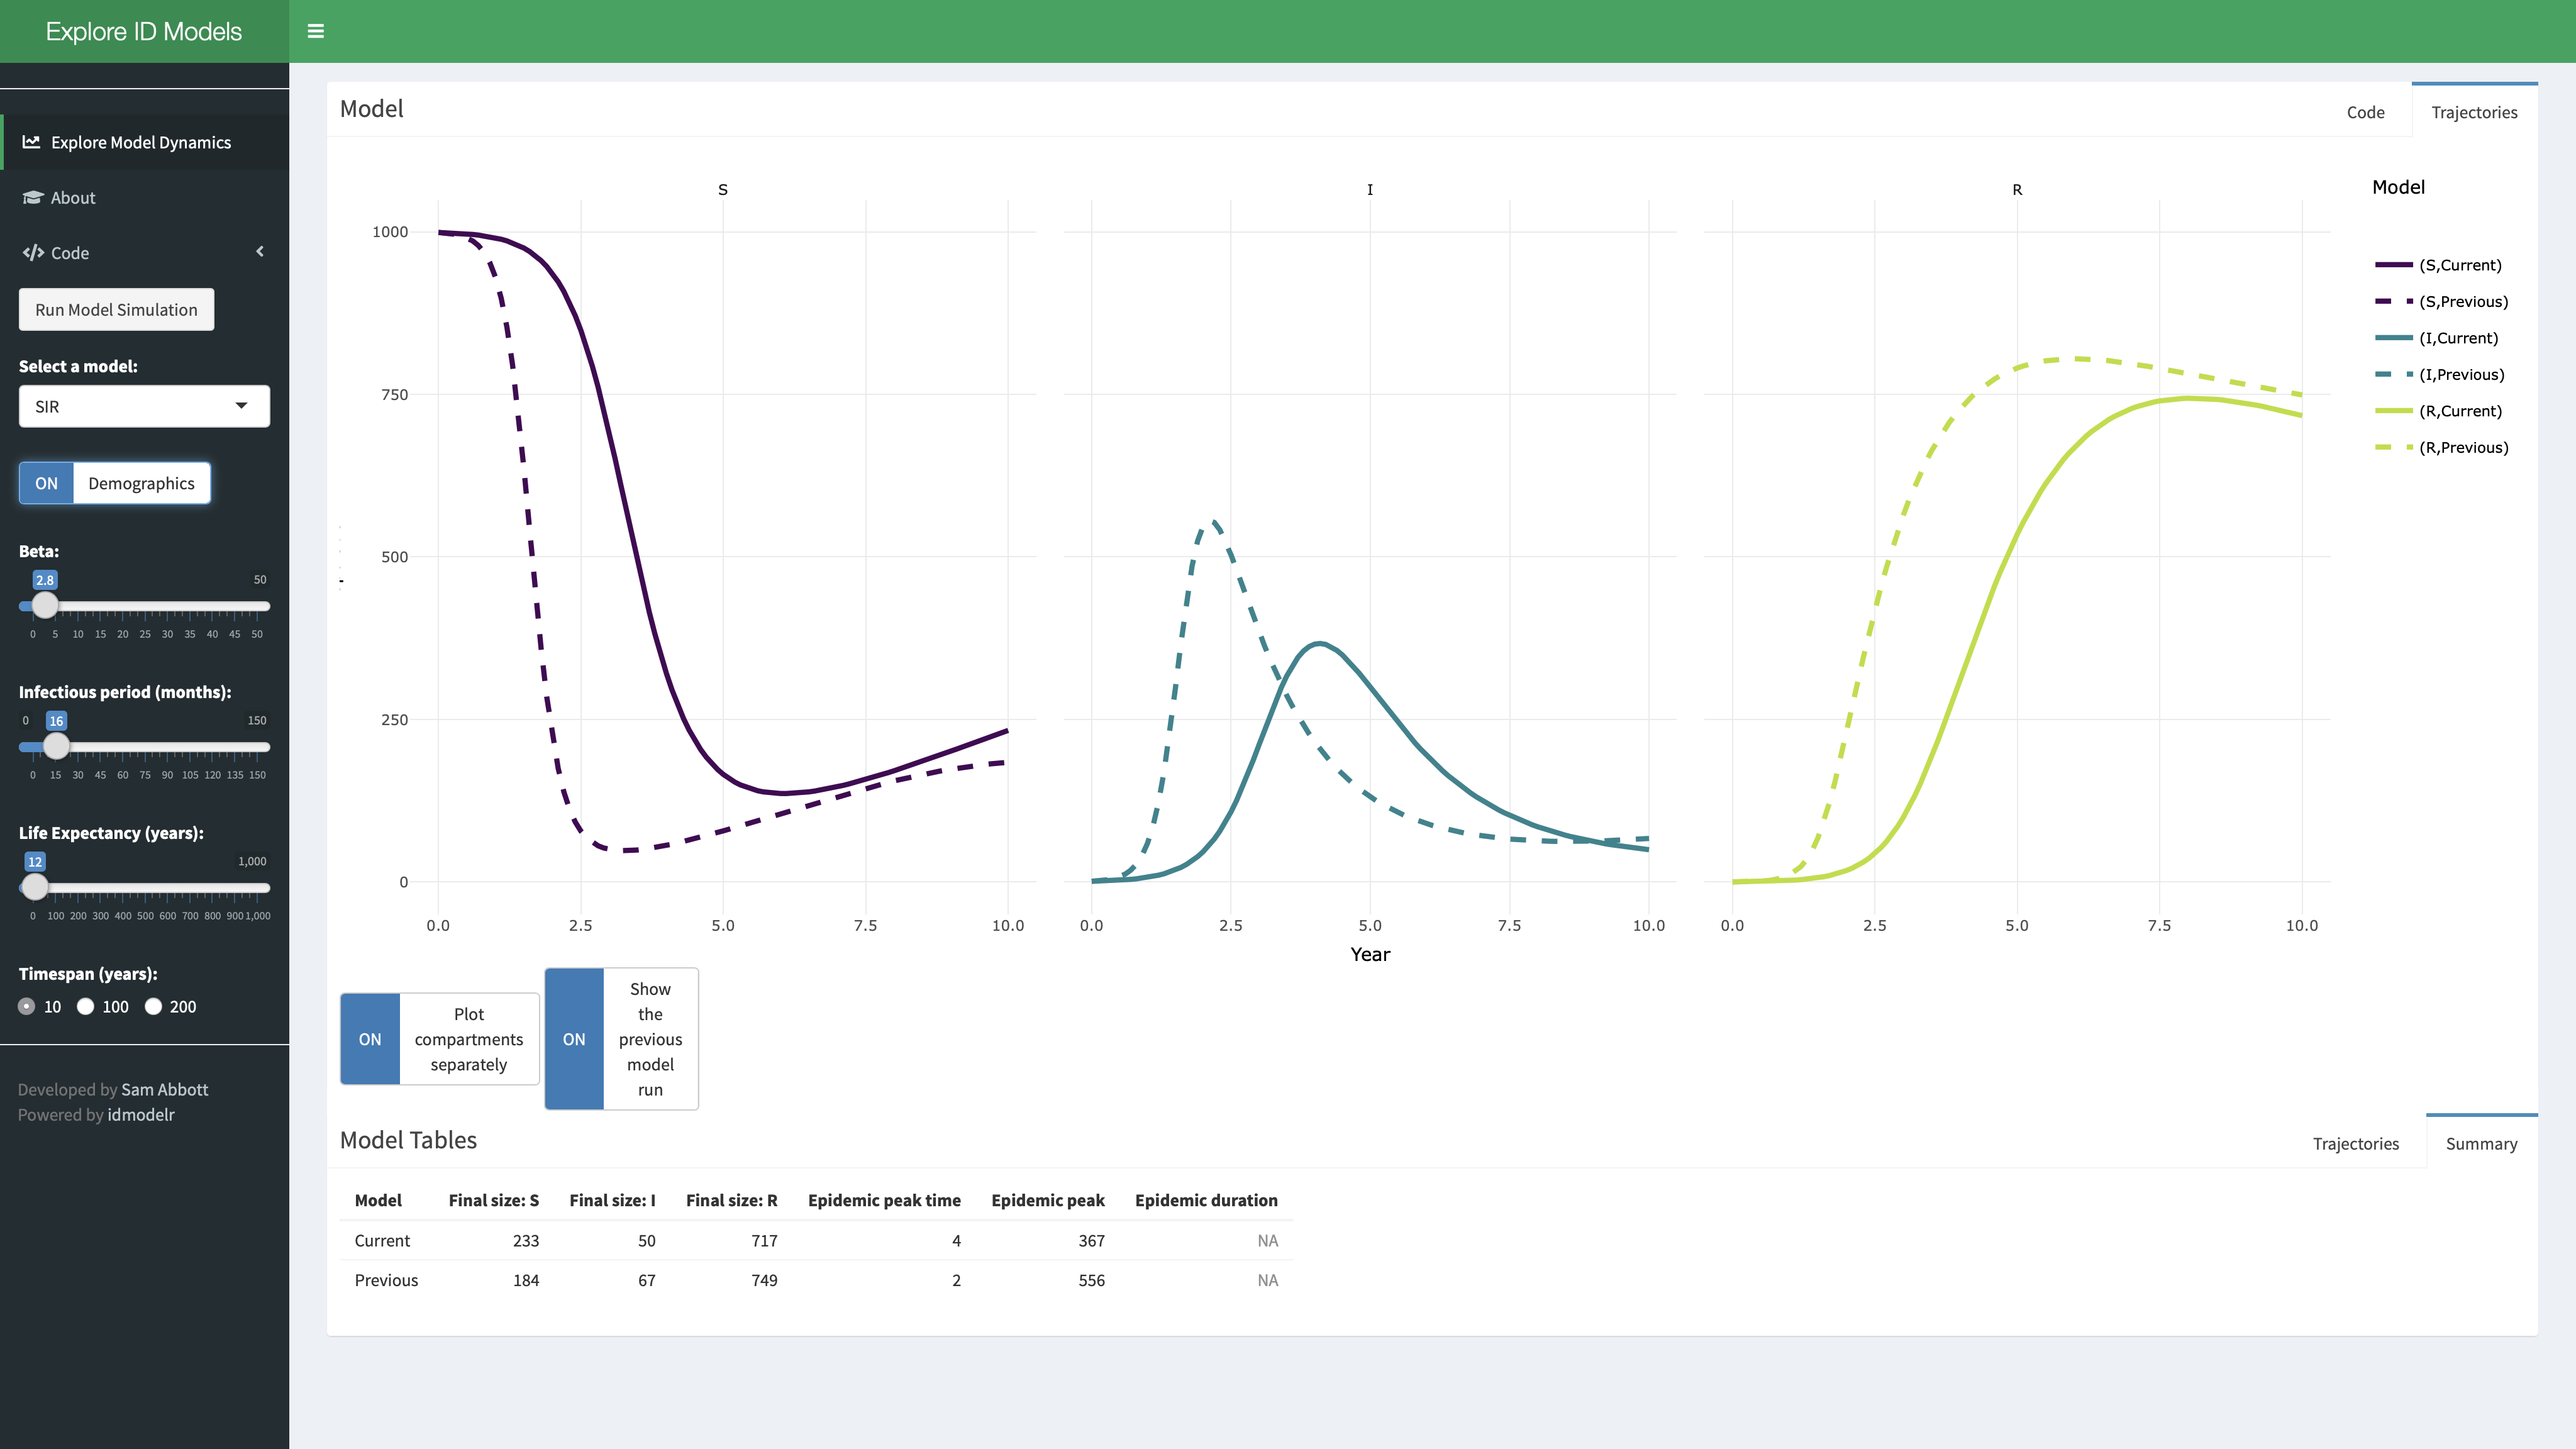 Explore ID Models
Explore Model Dynamics
About
Code
Run Model Simulation
Select a model:
SIR
ON Demographics
Beta:
2.8 50
0 5 10 15 20 25 30 35 40 45 50
Infectious period (months):
0 16 150
0 15 30 45 60 75 90 105 120 135 150
Life Expectancy (years):
12 1,000
0 100 200 300 400 500 600 700 800 900 1,000
Timespan (years):
10 100 200
Developed by Sam Abbott
Powered by idmodelr
Model
Code Trajectories
S I R
1000
750
500
250
0
0.0 2.5 5.0 7.5 10.0 0.0 2.5 5.0 7.5 10.0 0.0 2.5 5.0 7.5 10.0
Year
Model
(S,Current)
(S,Previous)
(I,Current)
(I,Previous)
(R,Current)
(R,Previous)
ON
Plot
compartments
separately
ON
Show
the
previous
model
run
Model Tables
Trajectories Summary
Model Final size: S Final size: I Final size: R Epidemic peak time Epidemic peak Epidemic duration
Current 233 50 717 4 367 NA
Previous 184 67 749 2 556 NA